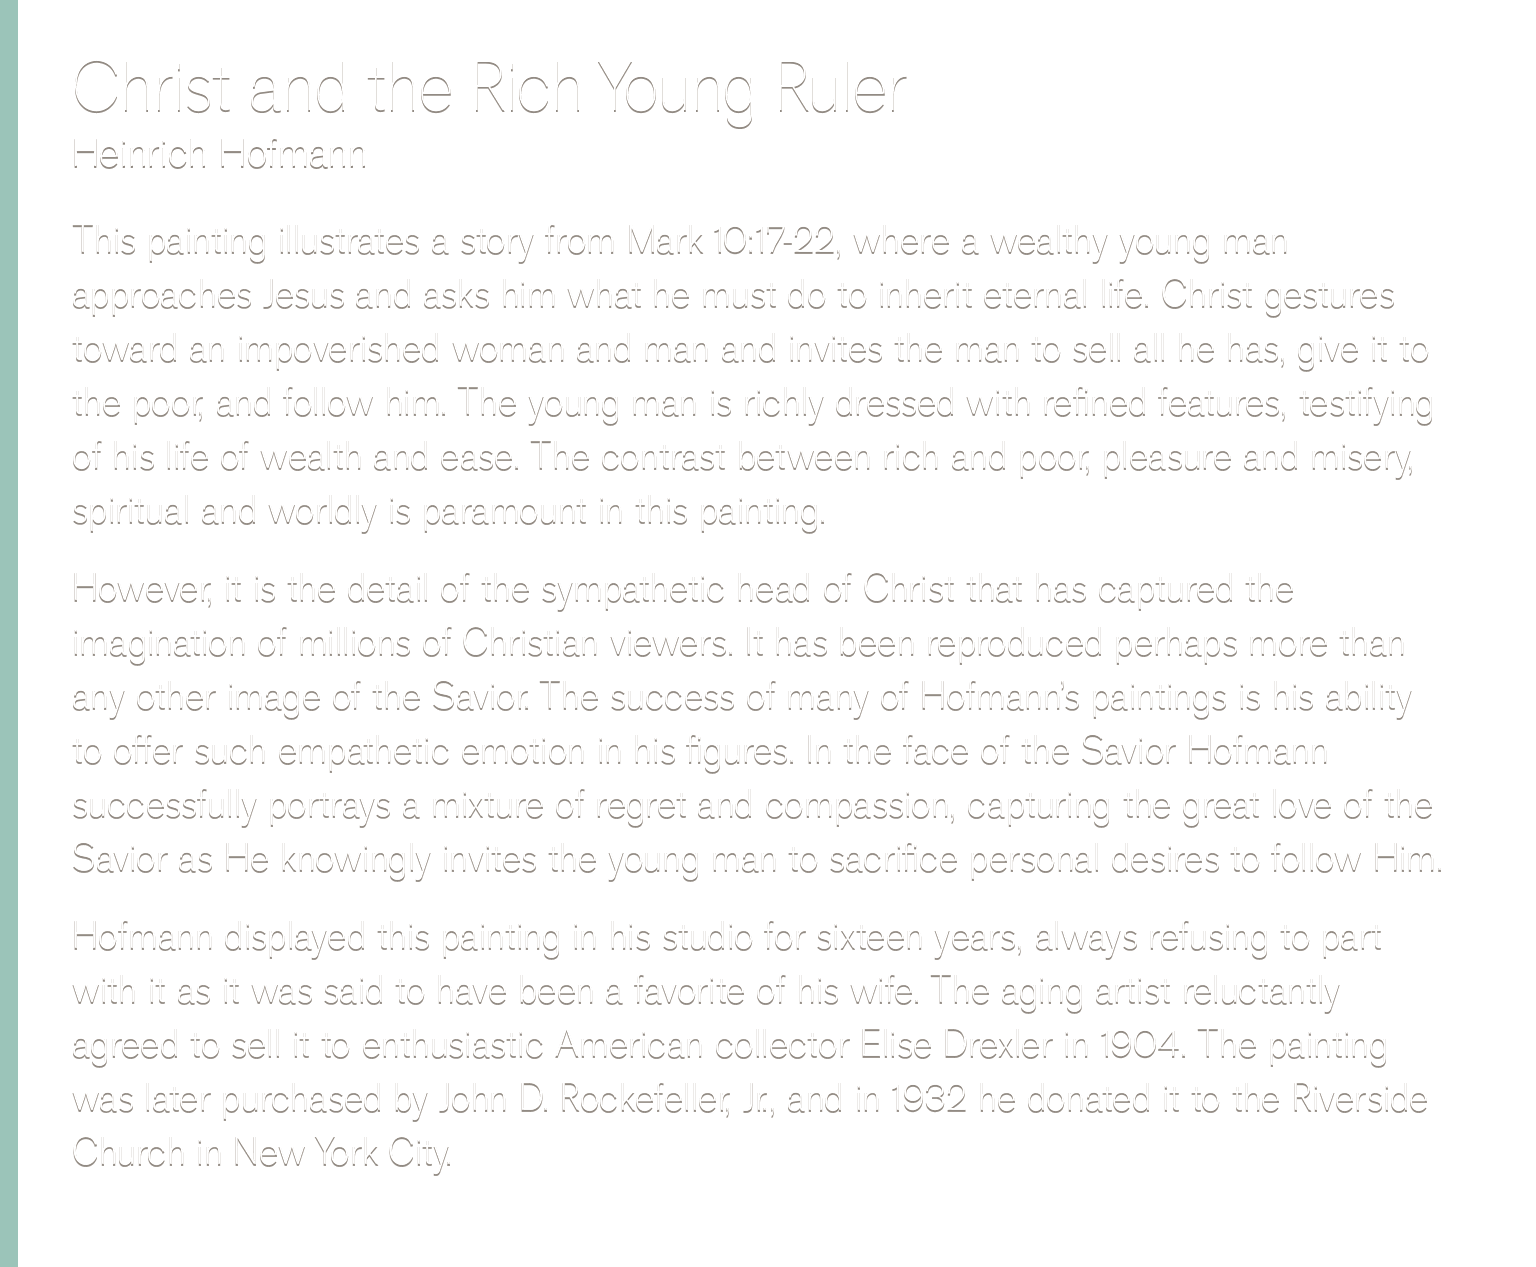 Christ and the Rich Young Ruler
Heinrich Hofmann
This painting illustrates a story from Mark 10:17-22, where a wealthy young man
approaches Jesus and asks him what he must do to inherit eternal life. Christ gestures
toward an impoverished woman and man and invites the man to sell all he has, give it to
the poor, and follow him. The young man is richly dressed with refined features, testifying
of his life of wealth and ease. The contrast between rich and poor, pleasure and misery,
spiritual and worldly is paramount in this painting.
However, it is the detail of the sympathetic head of Christ that has captured the
imagination of millions of Christian viewers. It has been reproduced perhaps more than
any other image of the Savior. The success of many of Hofmann’s paintings is his ability
to offer such empathetic emotion in his figures. In the face of the Savior Hofmann
successfully portrays a mixture of regret and compassion, capturing the great love of the
Savior as He knowingly invites the young man to sacrifice personal desires to follow Him.
Hofmann displayed this painting in his studio for sixteen years, always refusing to part
with it as it was said to have been a favorite of his wife. The aging artist reluctantly
agreed to sell it to enthusiastic American collector Elise Drexler in 1904. The painting
was later purchased by John D. Rockefeller, Jr., and in 1932 he donated it to the Riverside
Church in New York City.